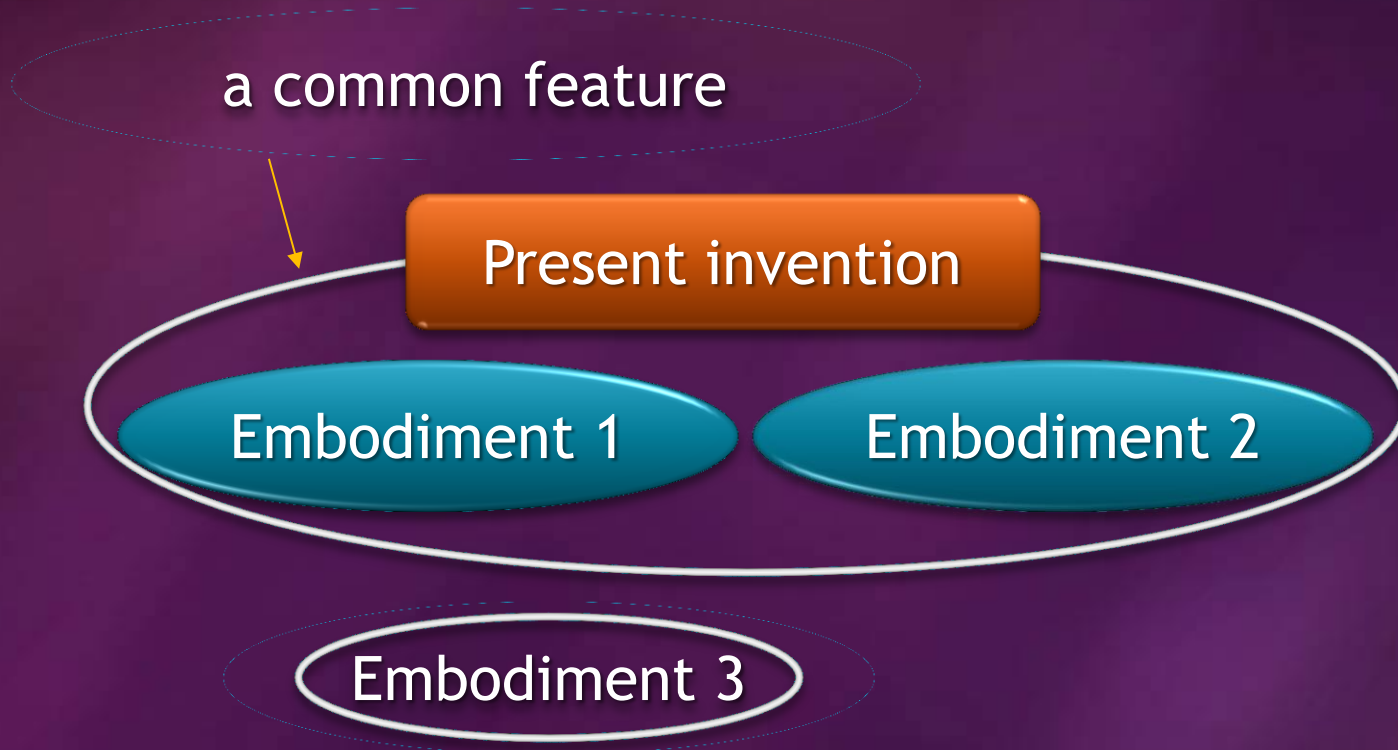 a common feature
Present invention
Embodiment 1
Embodiment 2
Embodiment 3